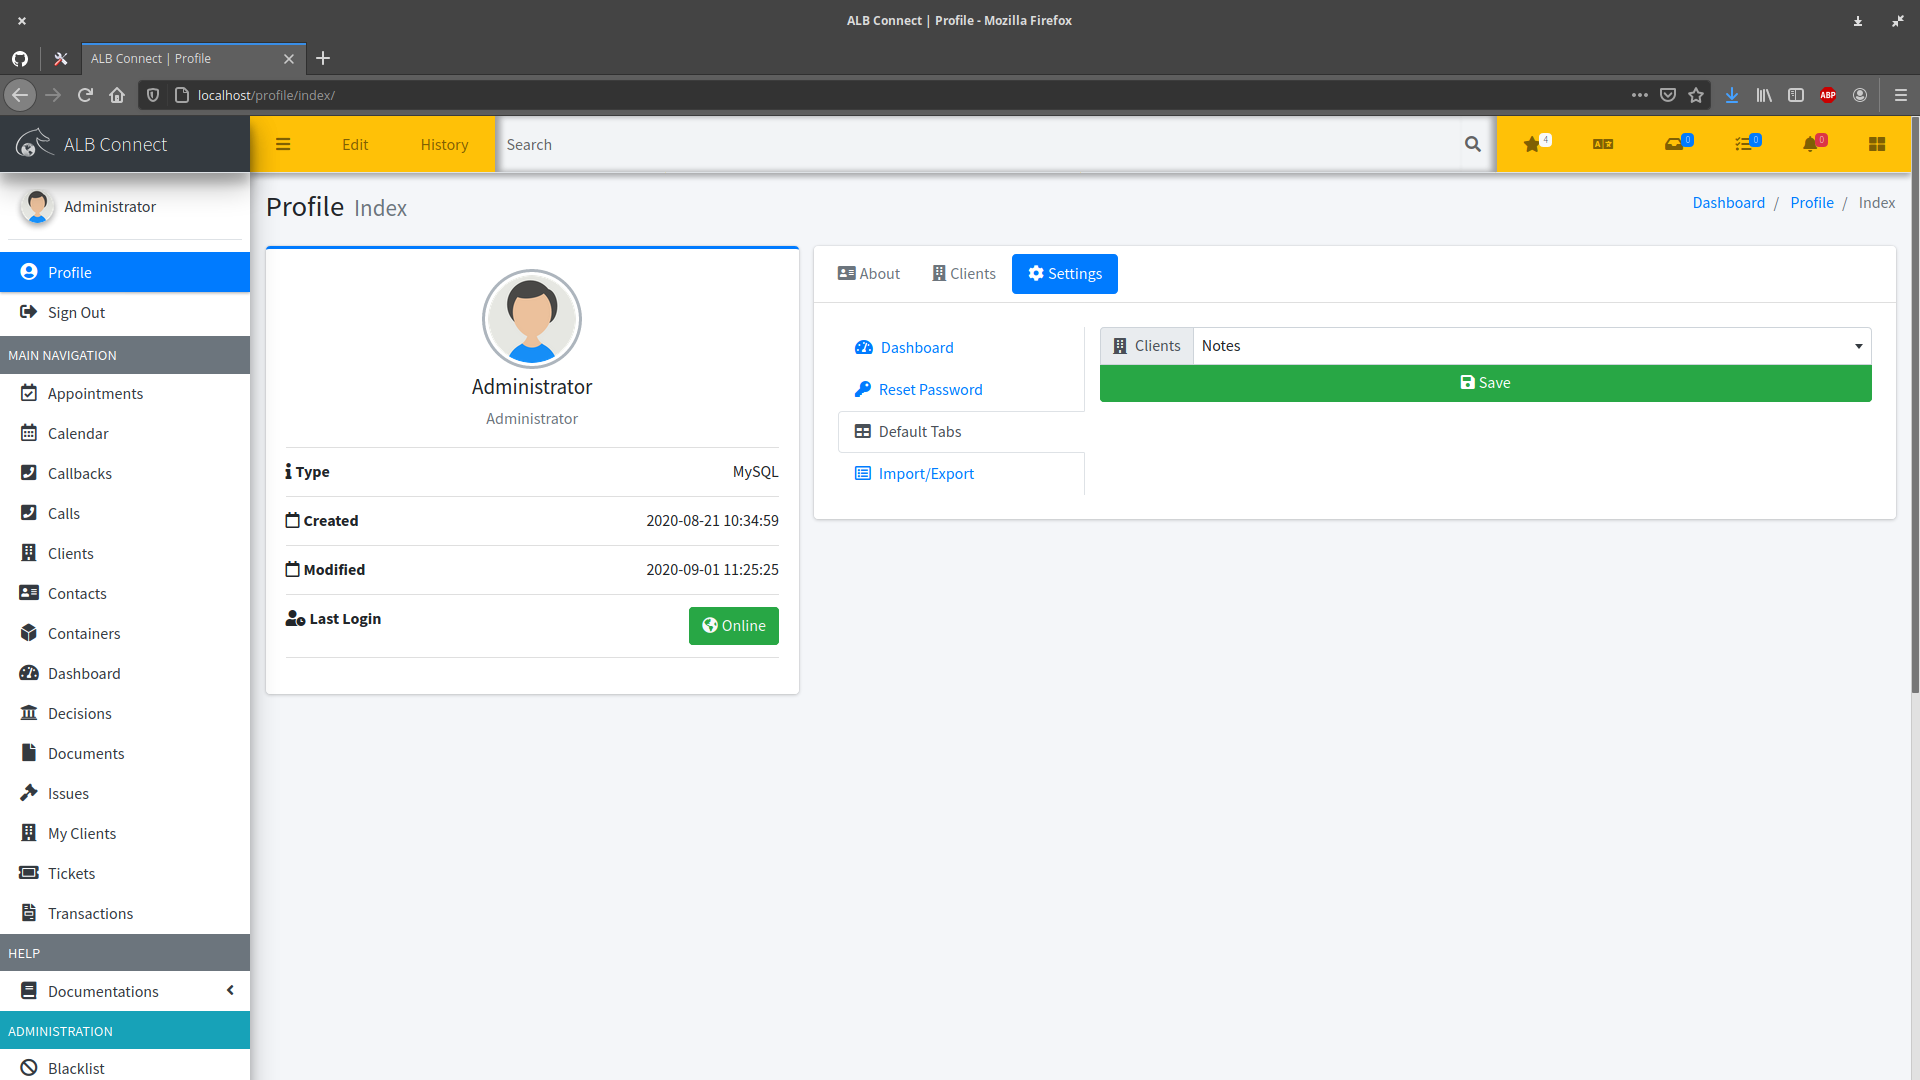 ALB Connect | Profile - Mozilla Firefox
ALB Connect | Profile
localhost/profile/index/
ABP
ALB Connect
Edit
History
Search
4
0
0
0
Administrator
Profile Index
Dashboard / Profile / Index
Profile
Sign Out
MAIN NAVIGATION
Appointments
Calendar
Callbacks
Calls
Clients
Contacts
Containers
Dashboard
Decisions
Documents
Issues
My Clients
Tickets
Transactions
HELP
Documentations
ADMINISTRATION
Blacklist
Administrator
Administrator
Type MySQL
Created 2020-08-21 10:34:59
Modified 2020-09-01 11:25:25
Last Login Online
About
Clients
Settings
Dashboard
Reset Password
Default Tabs
Import/Export
Clients Notes
Save